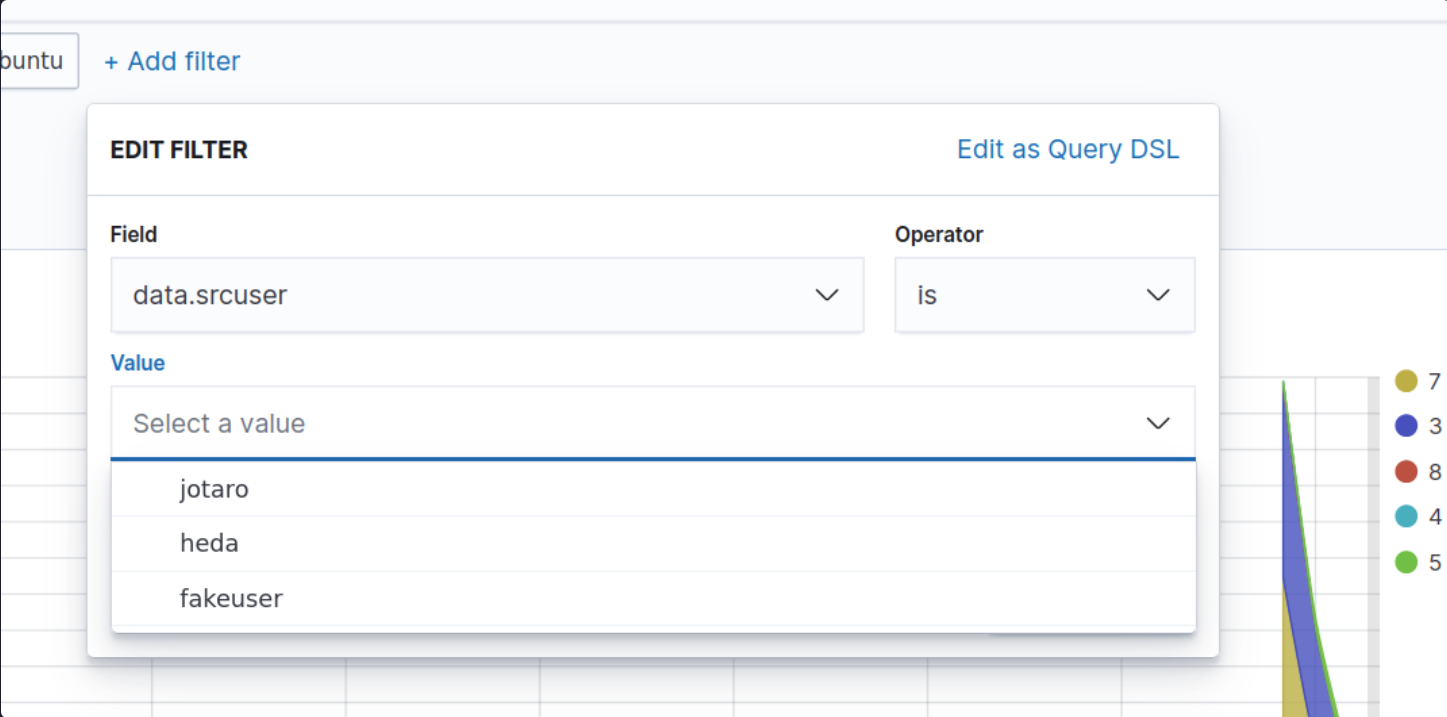 buntu
+ Add filter
EDIT FILTER
Edit as Query DSL
Field
Operator
data.srcuser
is
Value
Select a value
jotaro
heda
fakeuser
7
3
8
4
5